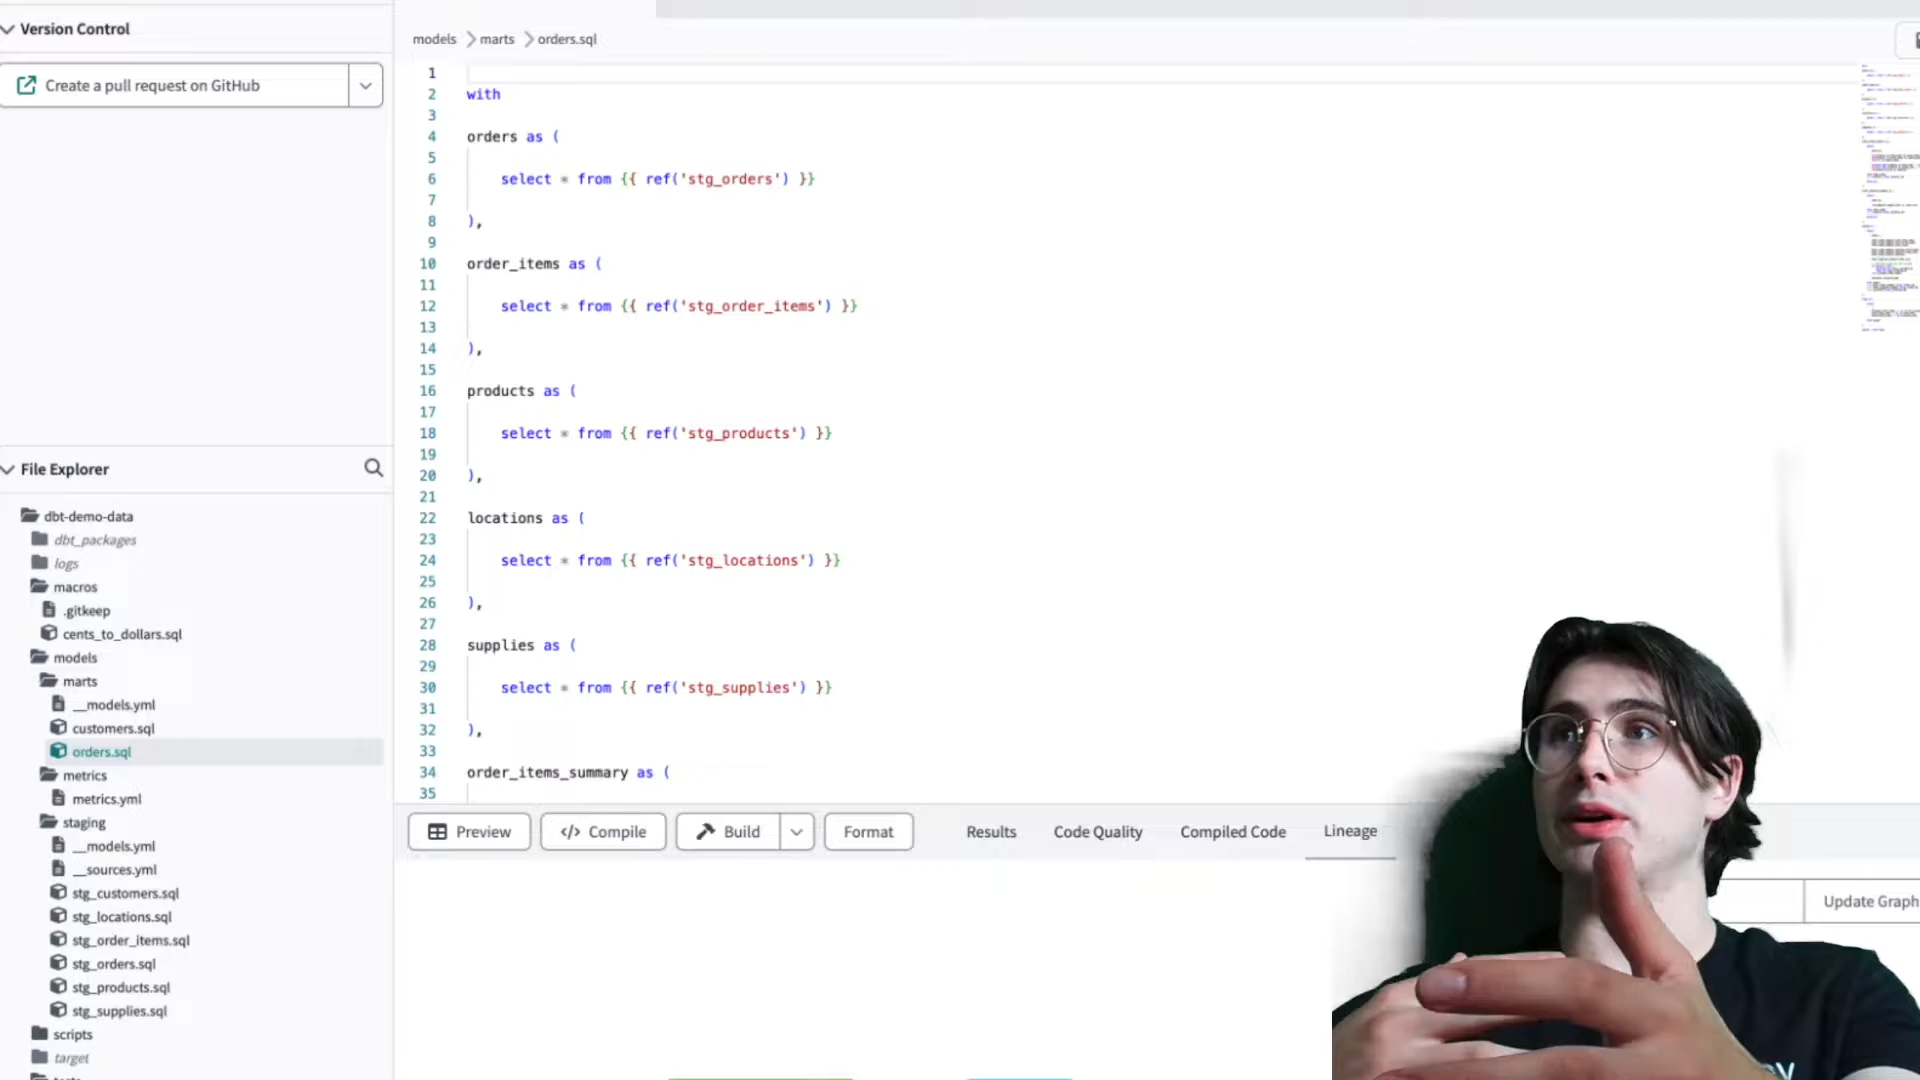 Version Control
Create a pull request on GitHub
File Explorer
dbt-demo-data
dbt_packages
logs
macros
.gitkeep
cents_to_dollars.sql
models
marts
__models.yml
customers.sql
orders.sql
metrics
metrics.yml
staging
__models.yml
__sources.yml
stg_customers.sql
stg_locations.sql
stg_order_items.sql
stg_orders.sql
stg_products.sql
stg_supplies.sql
scripts
target
models > marts > orders.sql
1
2 with
3
4 orders as (
5
6 select * from {{ ref('stg_orders') }}
7
8 ),
9
10 order_items as (
11
12 select * from {{ ref('stg_order_items') }}
13
14 ),
15
16 products as (
17
18 select * from {{ ref('stg_products') }}
19
20 ),
21
22 locations as (
23
24 select * from {{ ref('stg_locations') }}
25
26 ),
27
28 supplies as (
29
30 select * from {{ ref('stg_supplies') }}
31
32 ),
33
34 order_items_summary as (
35
Preview </> Compile Build Format Results Code Quality Compiled Code Lineage
Update Graph